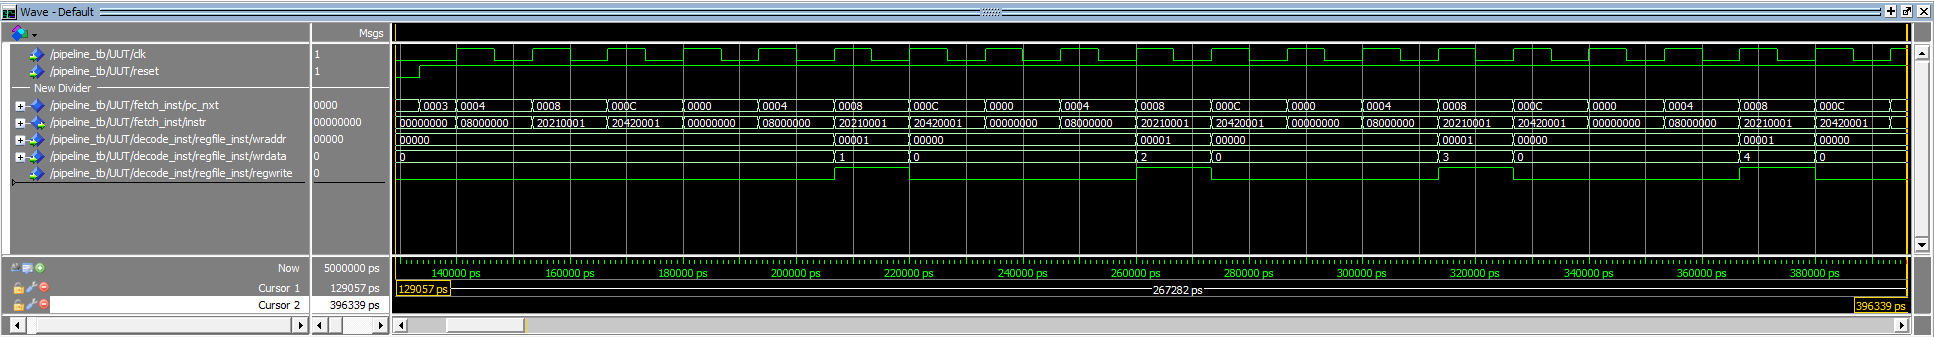 Wave - Default
Msgs
/pipeline_tb/UUT/clk 1
/pipeline_tb/UUT/reset 1
New Divider
/pipeline_tb/UUT/fetch_inst/pc_nxt 0000 0003 0004 0008 000C 0000 0004 0008 000C 0000 0004 0008 000C 0000 0004 0008 000C 0000 0004 0008 000C
/pipeline_tb/UUT/fetch_inst/instr 00000000 00000000 08000000 20210001 20420001 00000000 08000000 20210001 20420001 00000000 08000000 20210001 20420001 00000000 08000000 20210001 20420001 00000000 08000000 20210001 20420001
/pipeline_tb/UUT/decode_inst/regfile_inst/wraddr 00000 00000 00001 00000 00001 00000 00001 00000 00001 00000
/pipeline_tb/UUT/decode_inst/regfile_inst/wrdata 0 0 1 0 2 0 3 0 4 0
/pipeline_tb/UUT/decode_inst/regfile_inst/regwrite 0
Now 5000000 ps 140000 ps 160000 ps 180000 ps 200000 ps 220000 ps 240000 ps 260000 ps 280000 ps 300000 ps 320000 ps 340000 ps 360000 ps 380000 ps
Cursor 1 129057 ps 129057 ps 267282 ps
Cursor 2 396339 ps 396339 ps